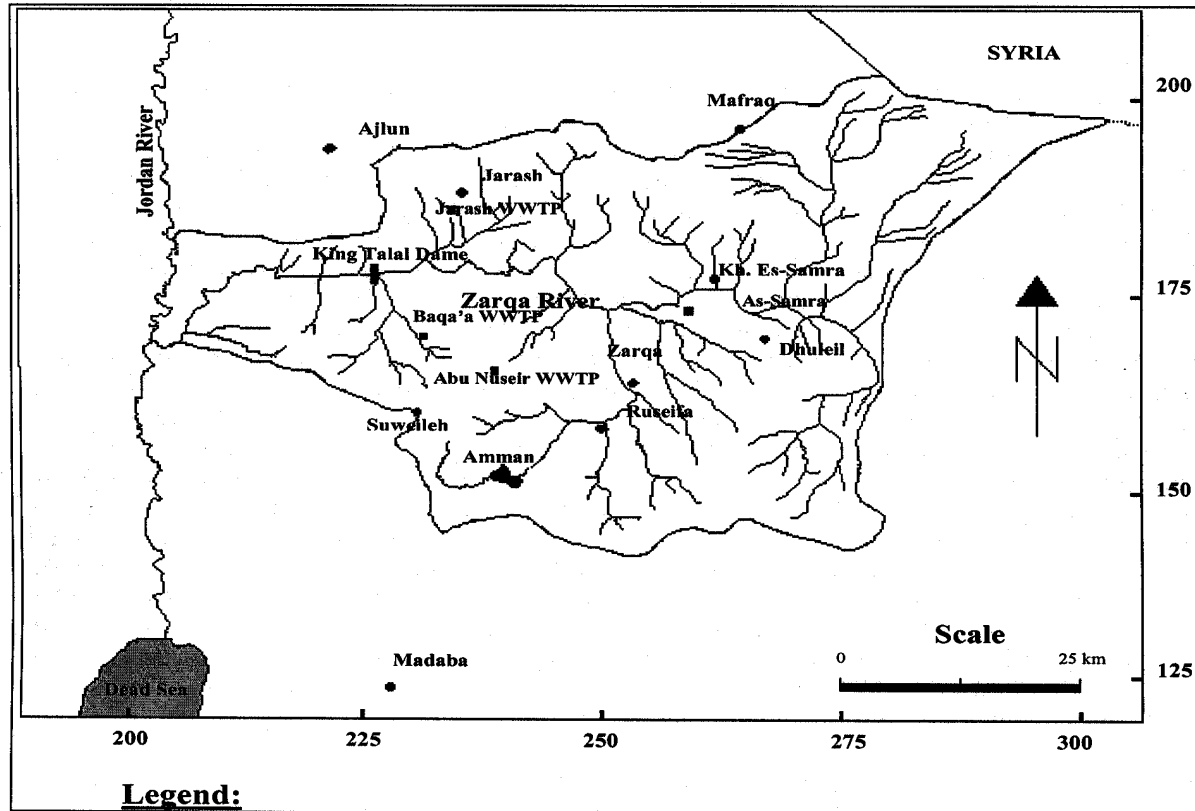 SYRIA
200
Mafraq
Ajlun
Jordan River
Jarash
Jarash WWTP
King Talal Dame
Kh. Es-Samra
Zarqa River
As-Samra
175
Baqa'a WWTP
Zarqa
Dhuleil
Abu Nuseir WWTP
Suweileh
Ruseifa
Amman
150
N
Scale
Madaba
0
25 km
Dead Sea
125
200
225
250
275
300
Legend: